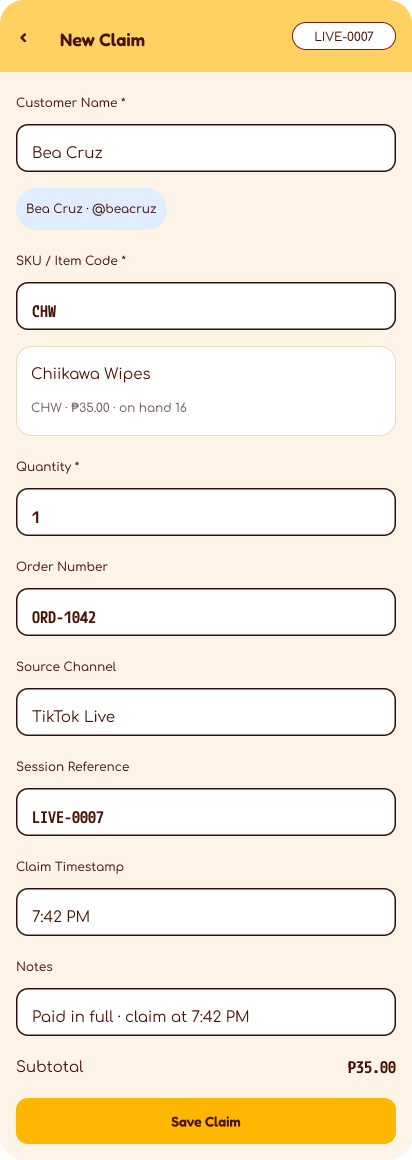 New Claim
LIVE-0007
Customer Name *
Bea Cruz
Bea Cruz · @beacruz
SKU / Item Code *
CHW
Chiikawa Wipes
CHW · ₱35.00 · on hand 16
Quantity *
1
Order Number
ORD-1042
Source Channel
TikTok Live
Session Reference
LIVE-0007
Claim Timestamp
7:42 PM
Notes
Paid in full · claim at 7:42 PM
Subtotal
₱35.00
Save Claim